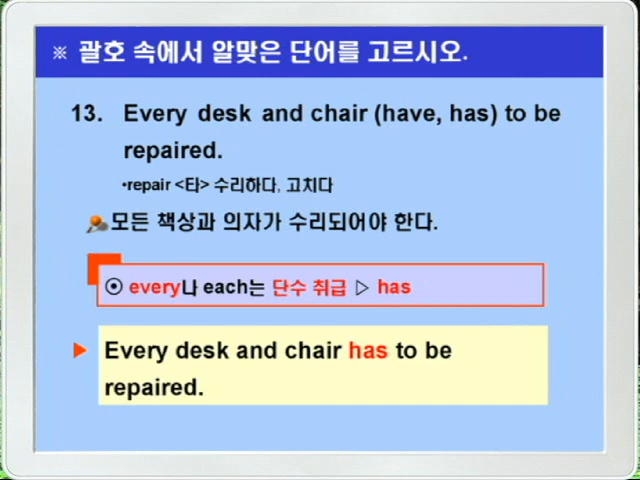 ※ 괄호 속에서 알맞은 단어를 고르시오.
13. Every desk and chair (have, has) to be
repaired.
•repair <타> 수리하다, 고치다
모든 책상과 의자가 수리되어야 한다.
⊙ every나 each는 단수 취급 ▷ has
▶ Every desk and chair has to be
repaired.